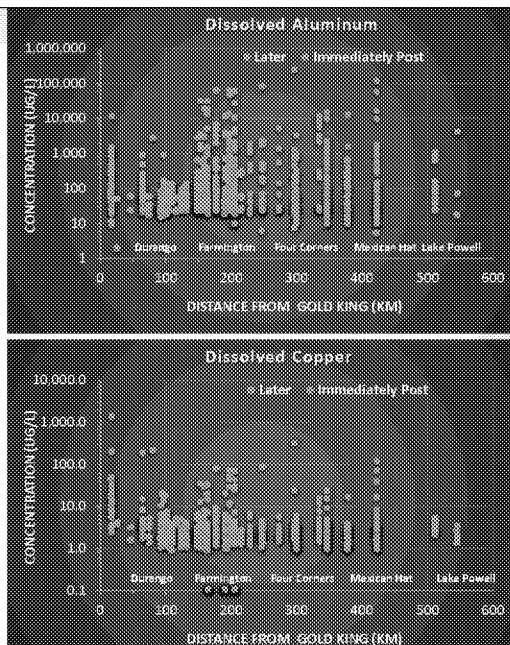 Dissolved Aluminum
Later Immediately Post
CONCENTRATION (UG/L)
1,000,000
100,000
10,000
1,000
100
10
1
Durango Farmington Four Corners Mexican Hat Lake Powell
0 100 200 300 400 500 600
DISTANCE FROM GOLD KING (KM)
Dissolved Copper
Later Immediately Post
CONCENTRATION (UG/L)
10,000.0
1,000.0
100.0
10.0
1.0
0.1
Durango Farmington Four Corners Mexican Hat Lake Powell
0 100 200 300 400 500 600
DISTANCE FROM GOLD KING (KM)